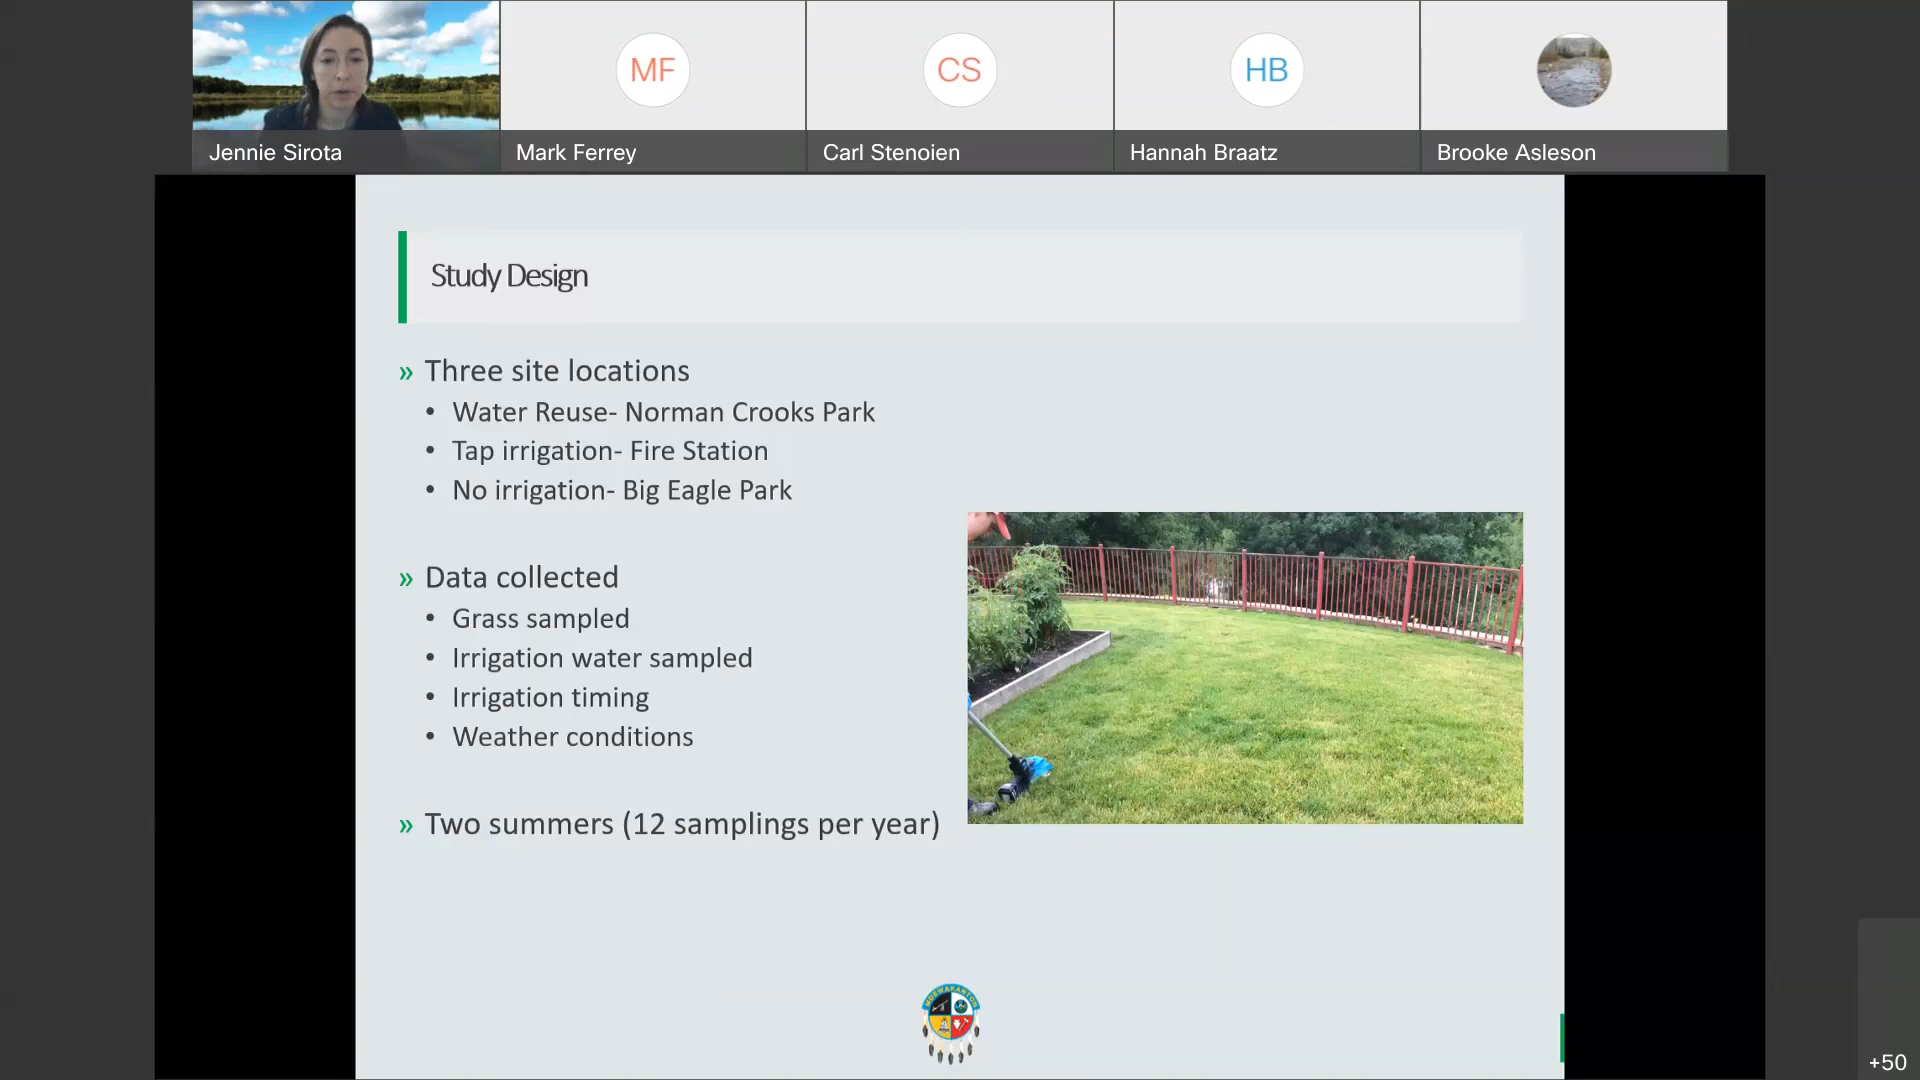 MF
CS
HB
Jennie Sirota
Mark Ferrey
Carl Stenoien
Hannah Braatz
Brooke Asleson
Study Design
» Three site locations
• Water Reuse- Norman Crooks Park
• Tap irrigation- Fire Station
• No irrigation- Big Eagle Park
» Data collected
• Grass sampled
• Irrigation water sampled
• Irrigation timing
• Weather conditions
» Two summers (12 samplings per year)
MDEWAKANTON
+50